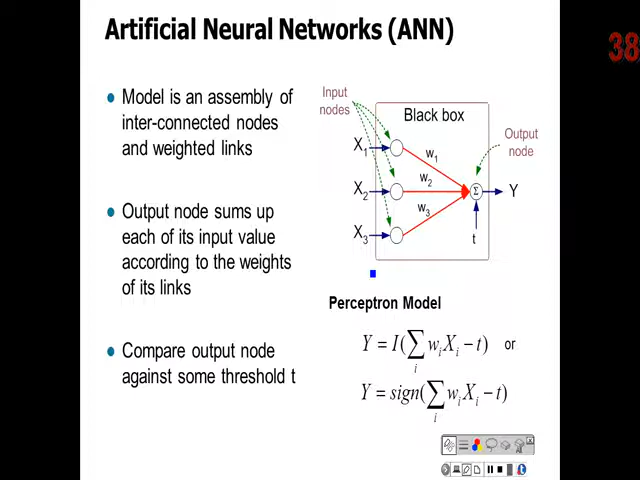 Artificial Neural Networks (ANN)
38
Model is an assembly of
inter-connected nodes
and weighted links
Output node sums up
each of its input value
according to the weights
of its links
Compare output node
against some threshold t
Input
nodes
Black box
Output
node
X1
w1
X2
w2
Σ
Y
w3
X3
t
Perceptron Model
Y = I(∑i wiXi − t) or
Y = sign(∑i wiXi − t)